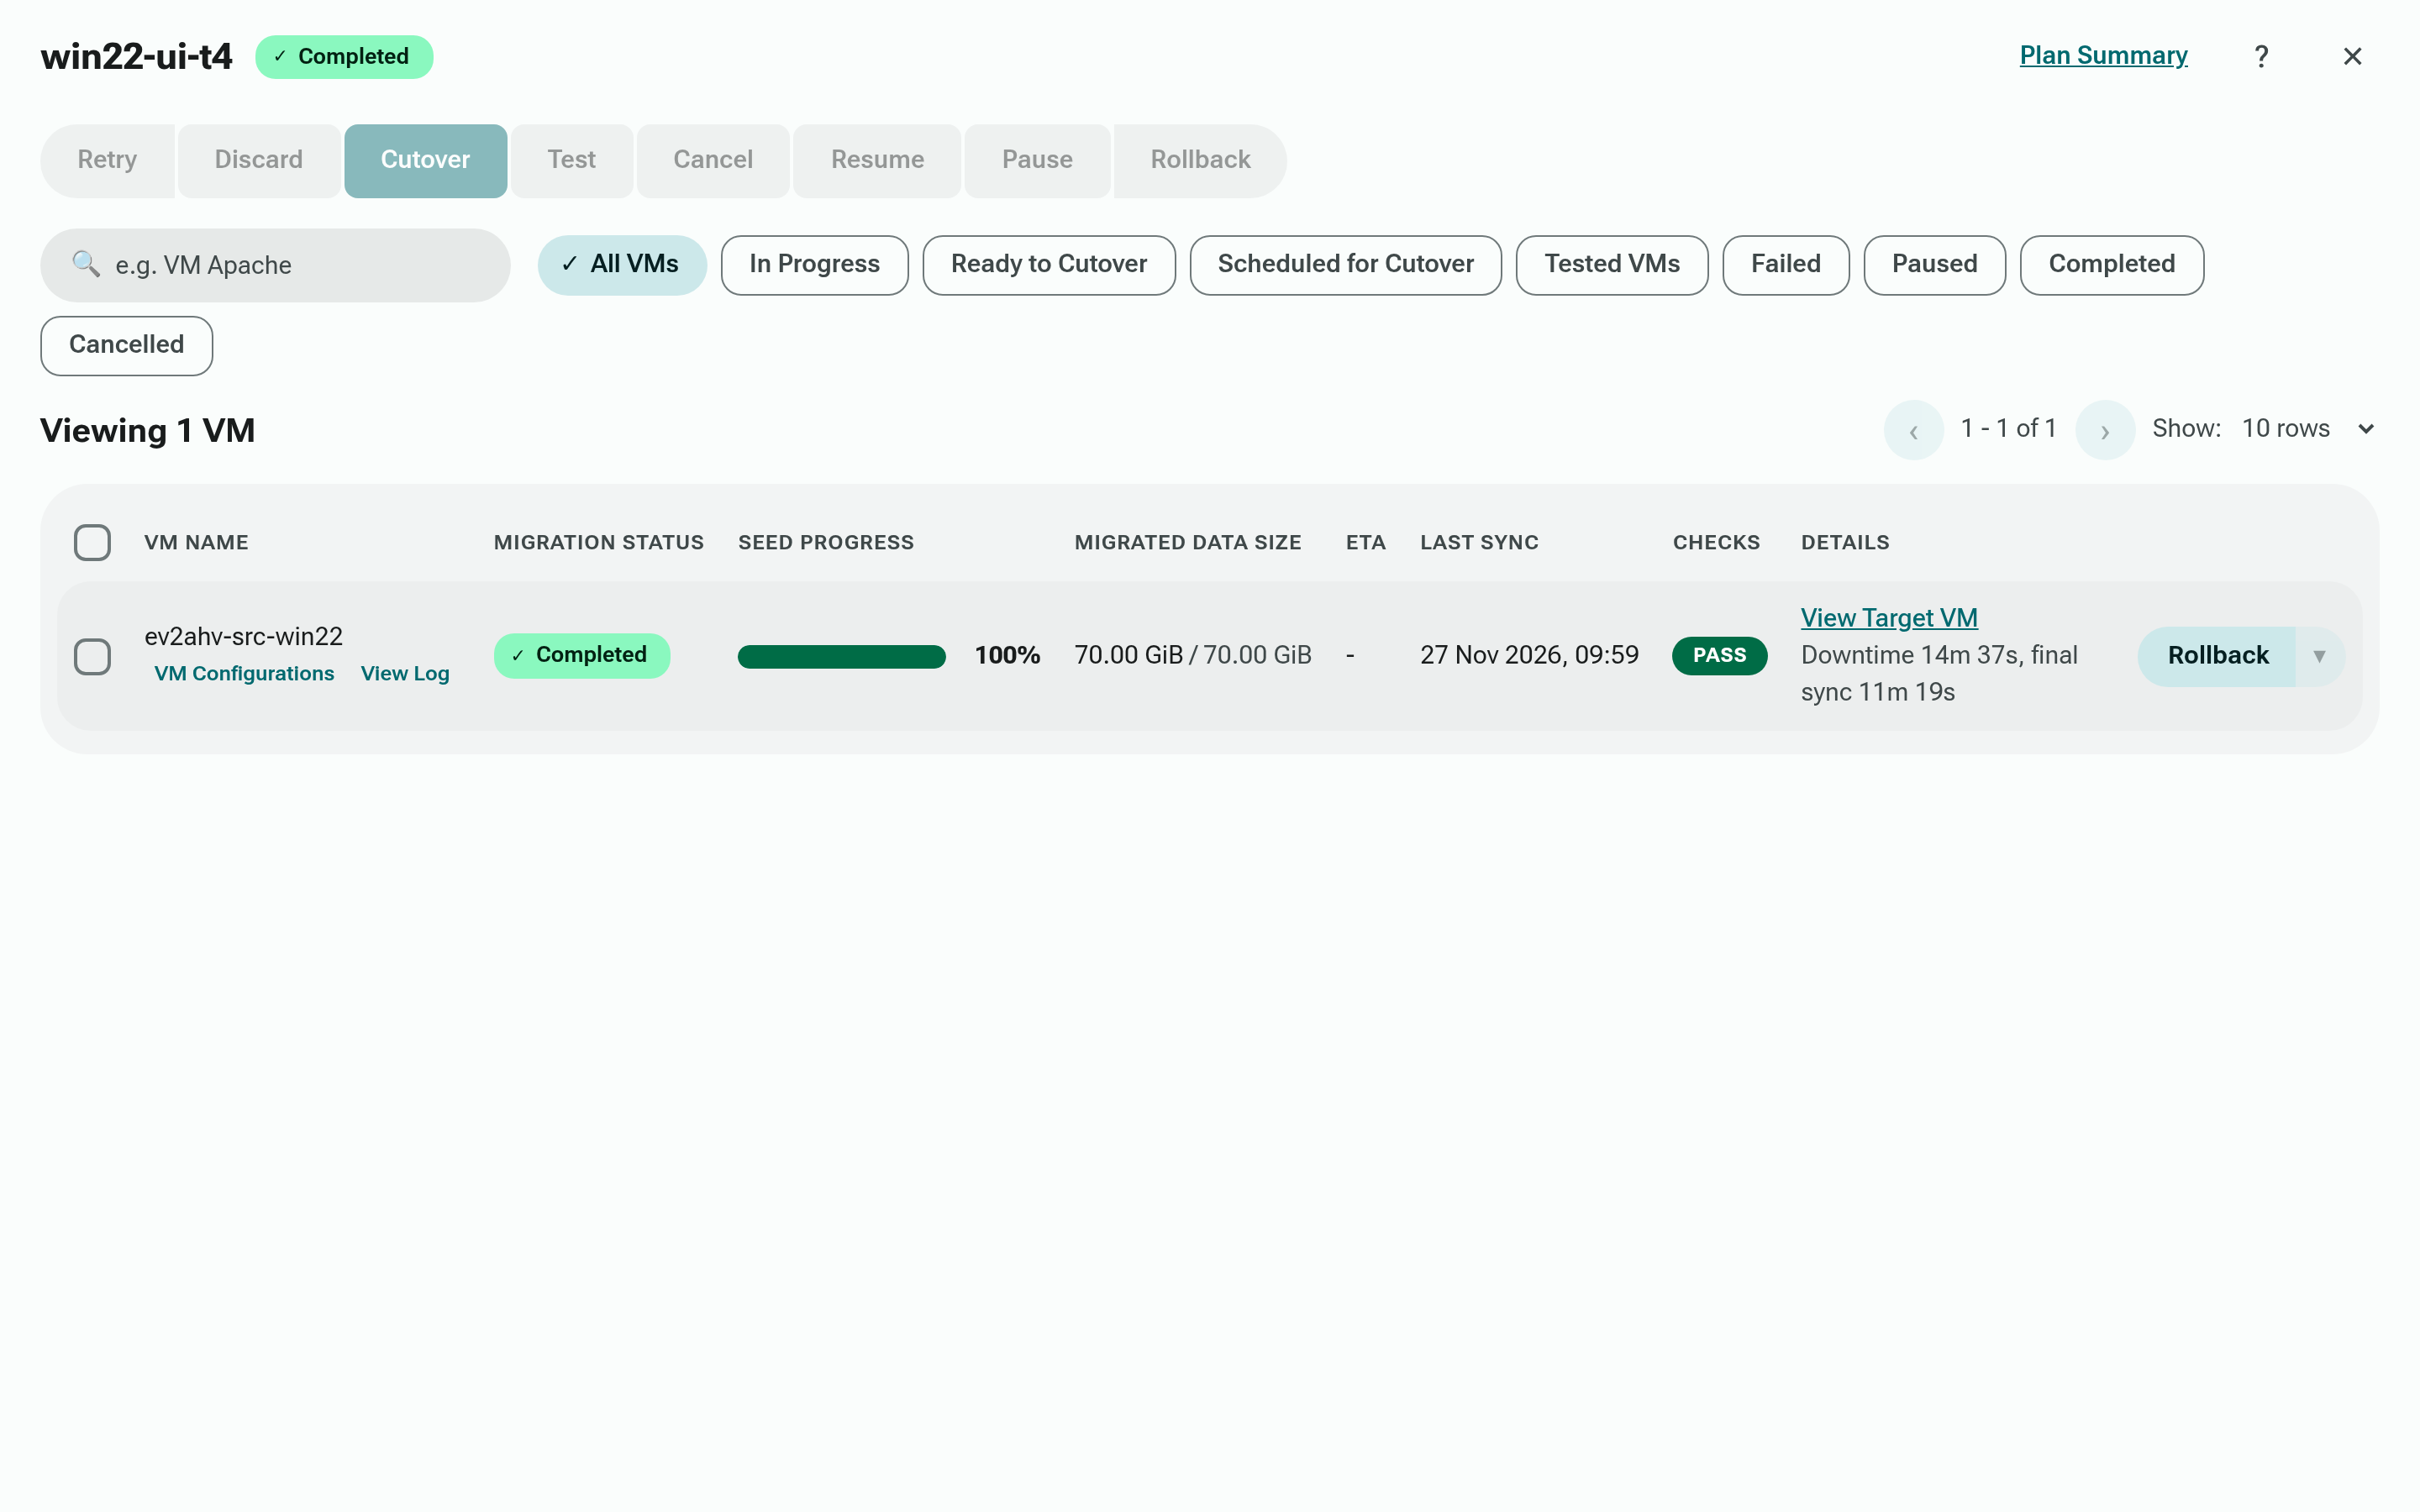 win22-ui-t4 ✓ Completed Plan Summary ? ✕
Retry Discard Cutover Test Cancel Resume Pause Rollback
e.g. VM Apache ✓ All VMs In Progress Ready to Cutover Scheduled for Cutover Tested VMs Failed Paused Completed
Cancelled
Viewing 1 VM ‹ 1 - 1 of 1 › Show: 10 rows
VM NAME MIGRATION STATUS SEED PROGRESS MIGRATED DATA SIZE ETA LAST SYNC CHECKS DETAILS
ev2ahv-src-win22
VM Configurations View Log
✓ Completed
100%
70.00 GiB / 70.00 GiB
-
27 Nov 2026, 09:59
PASS
View Target VM
Downtime 14m 37s, final
sync 11m 19s
Rollback ▼